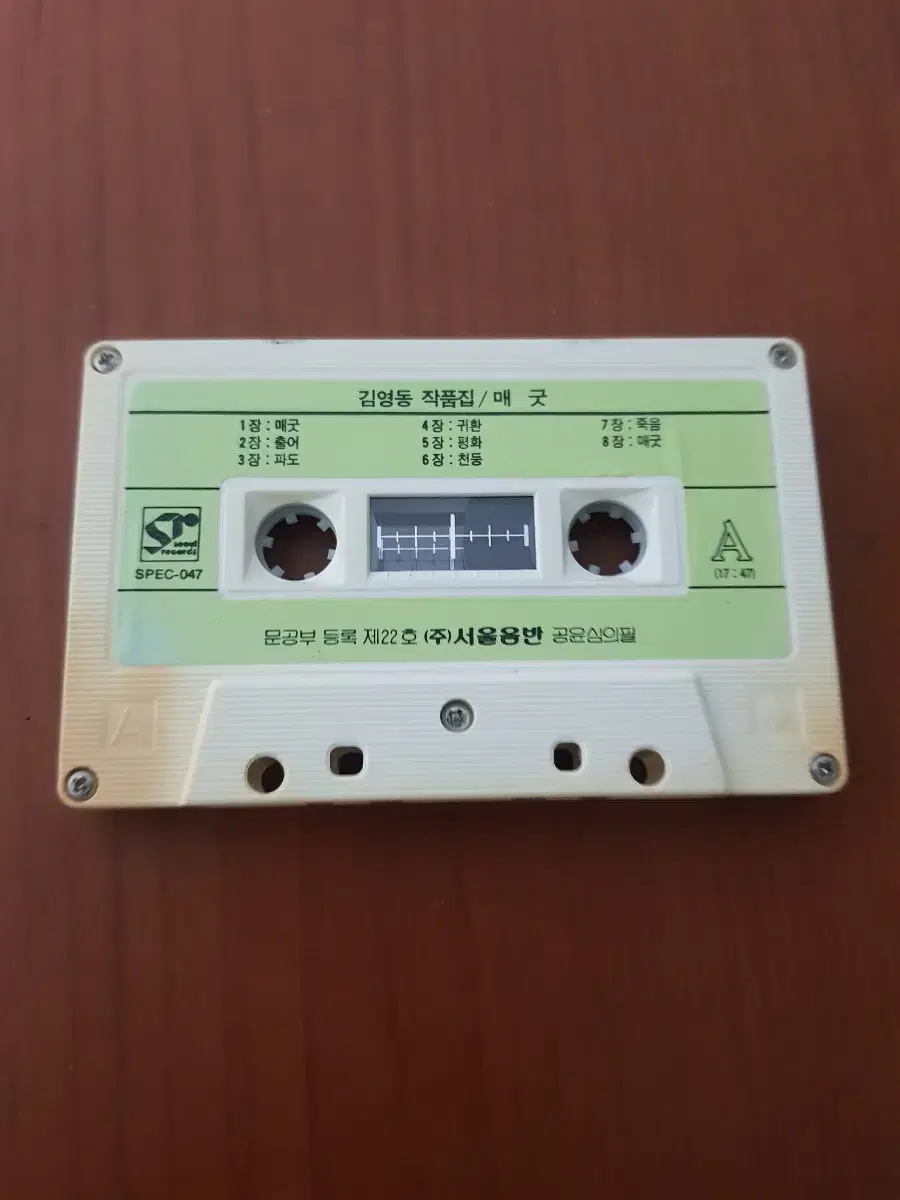 김영동 작품집/매 굿
1장 : 매굿
2장 : 출어
3장 : 파도
4장 : 귀환
5장 : 평화
6장 : 천둥
7장 : 죽음
8장 : 매굿
SR
seoul
records
SPEC-047
A
(17 : 47)
문공부 등록 제22호 (주)서울음반 공윤심의필
A